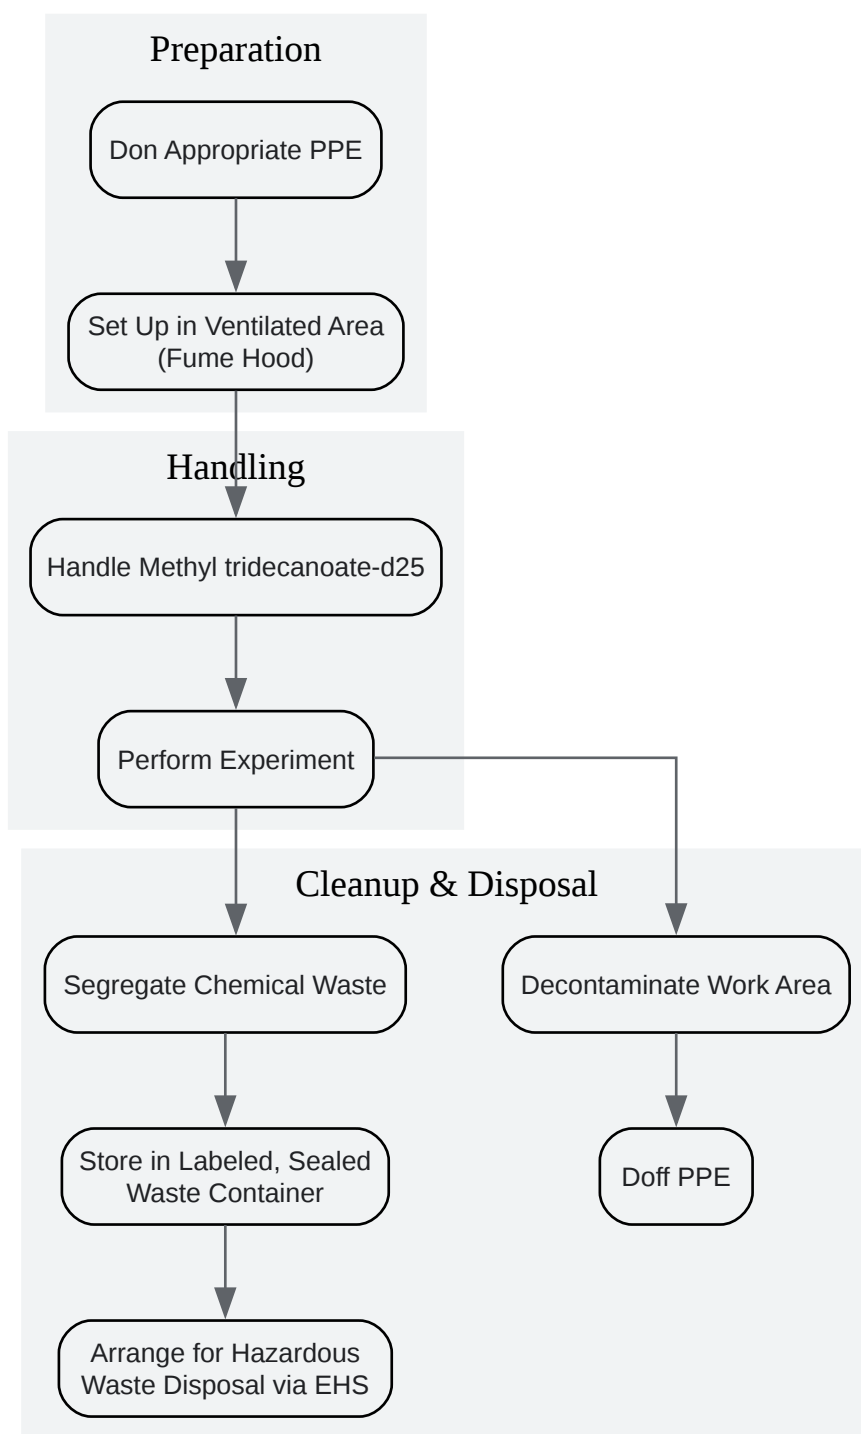 Preparation
Don Appropriate PPE
Set Up in Ventilated Area
(Fume Hood)
Handling
Handle Methyl tridecanoate-d25
Perform Experiment
Cleanup & Disposal
Segregate Chemical Waste
Decontaminate Work Area
Store in Labeled, Sealed
Waste Container
Doff PPE
Arrange for Hazardous
Waste Disposal via EHS